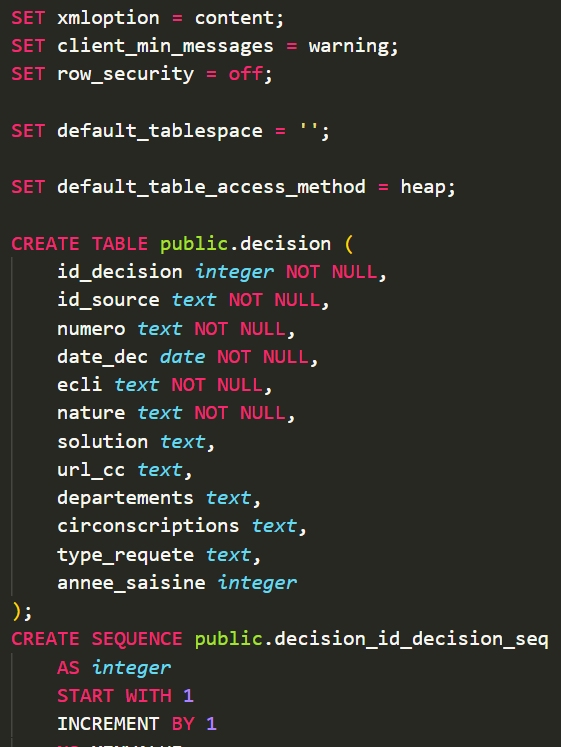 SET xmloption = content;
SET client_min_messages = warning;
SET row_security = off;
SET default_tablespace = '';
SET default_table_access_method = heap;
CREATE TABLE public.decision (
id_decision integer NOT NULL,
id_source text NOT NULL,
numero text NOT NULL,
date_dec date NOT NULL,
ecli text NOT NULL,
nature text NOT NULL,
solution text,
url_cc text,
departements text,
circonscriptions text,
type_requete text,
annee_saisine integer
);
CREATE SEQUENCE public.decision_id_decision_seq
AS integer
START WITH 1
INCREMENT BY 1